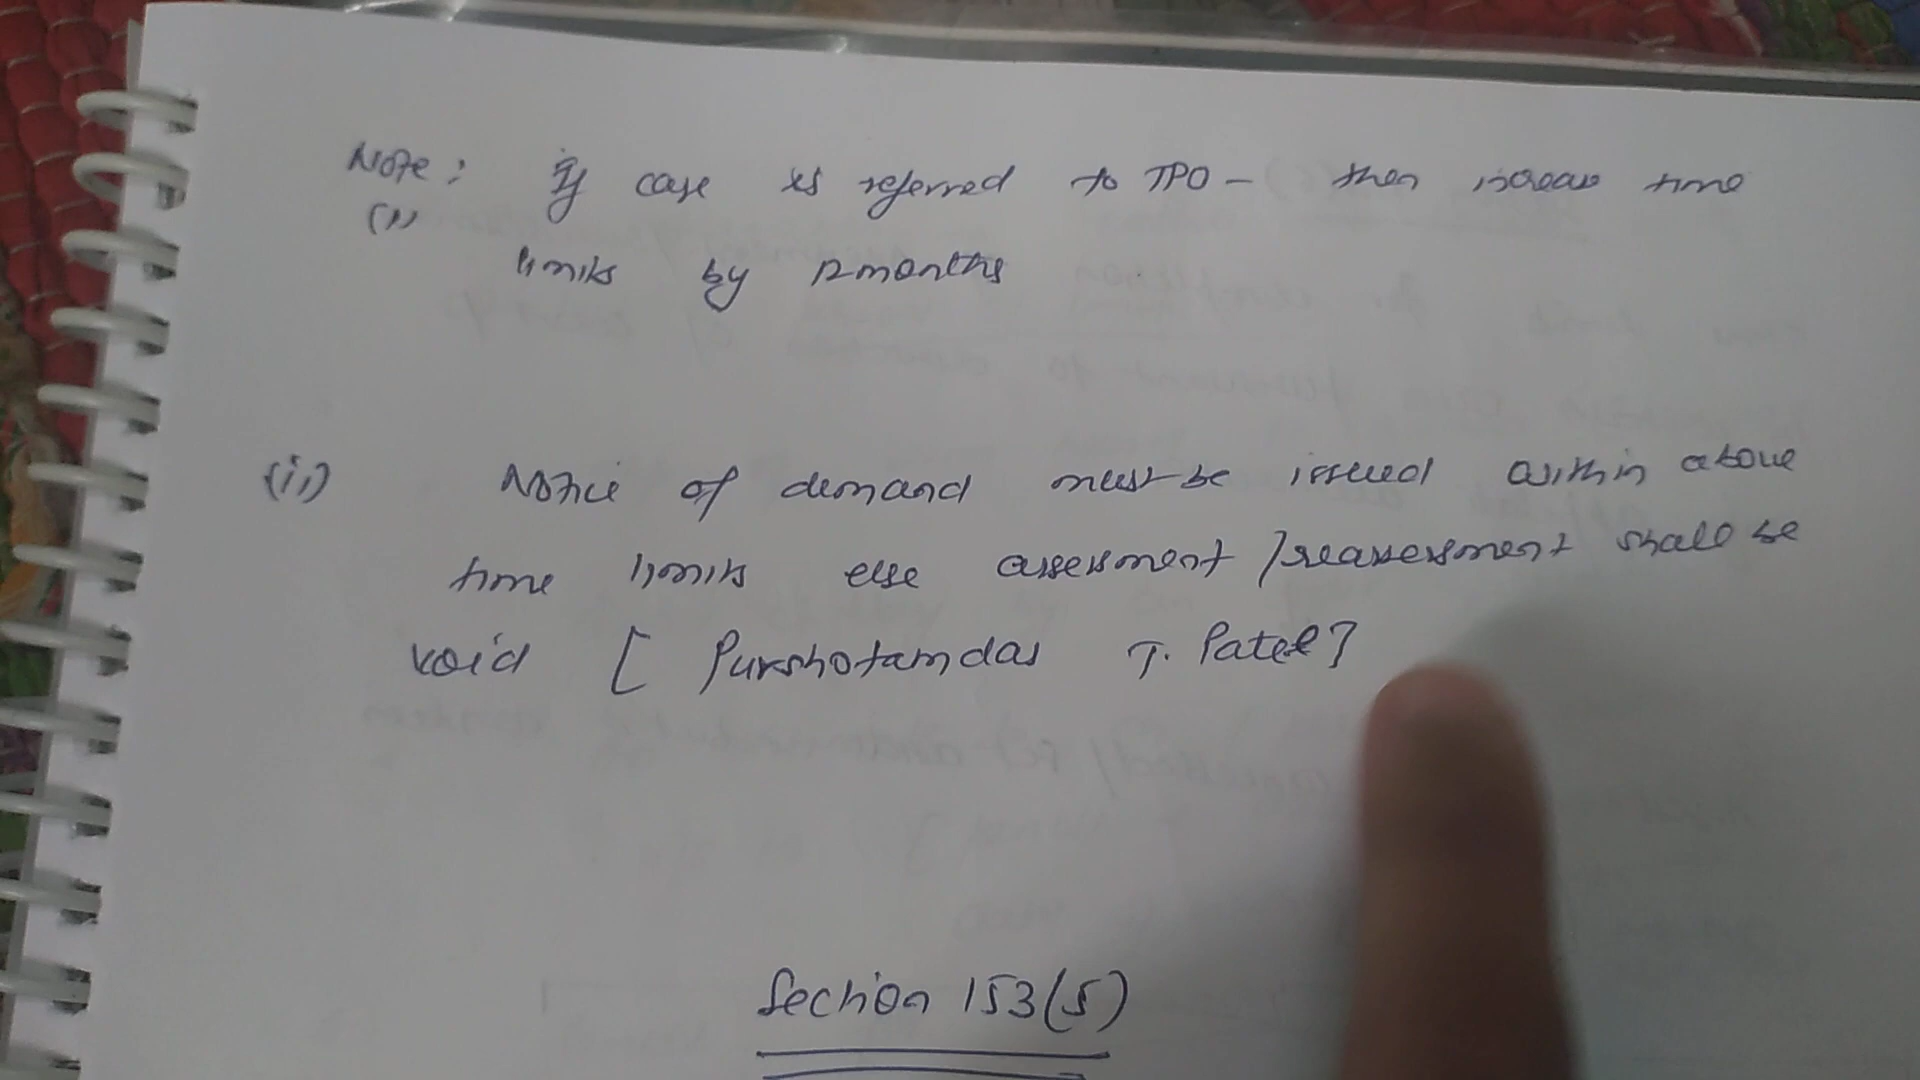 Note: If case is referred to TPO - then increase time
(i)
limits by 12 months
(ii) Notice of demand must be issued within above
time limits else assessment / reassessment shall be
void [ Purshotamdas T. Patel ]
Section 153(5)